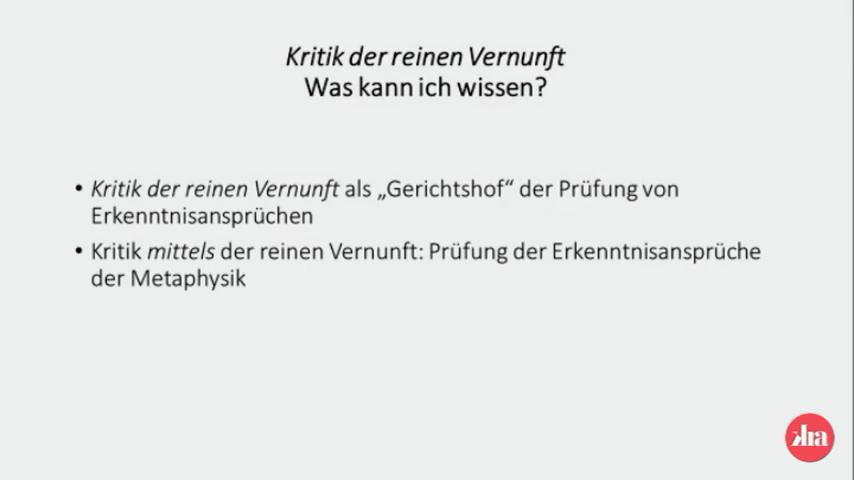 Kritik der reinen Vernunft
Was kann ich wissen?
• Kritik der reinen Vernunft als „Gerichtshof“ der Prüfung von
Erkenntnisansprüchen
• Kritik mittels der reinen Vernunft: Prüfung der Erkenntnisansprüche
der Metaphysik